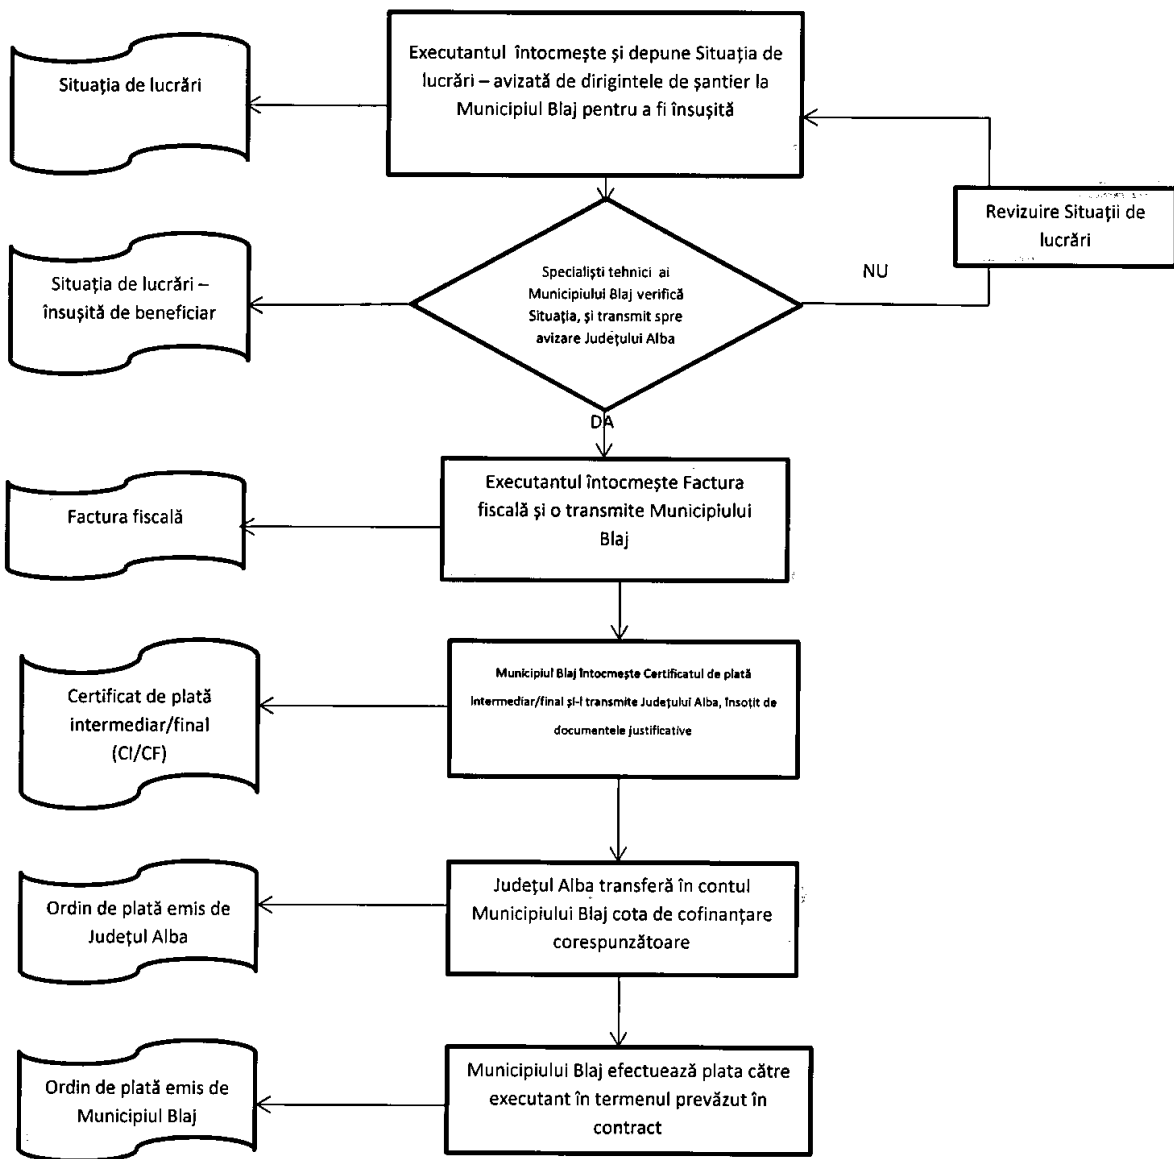 Situația de lucrări
Executantul întocmește și depune Situația de
lucrări – avizată de dirigintele de șantier la
Municipiul Blaj pentru a fi însușită
Revizuire Situații de
lucrări
Situația de lucrări –
însușită de beneficiar
Specialiști tehnici ai
Municipiului Blaj verifică
Situația, și transmit spre
avizare Județului Alba
NU
DA
Factura fiscală
Executantul întocmește Factura
fiscală și o transmite Municipiului
Blaj
Certificat de plată
intermediar/final
(CI/CF)
Municipiul Blaj întocmește Certificatul de plată
intermediar/final și-l transmite Județului Alba, însoțit de
documentele justificative
Ordin de plată emis de
Județul Alba
Județul Alba transferă în contul
Municipiului Blaj cota de cofinanțare
corespunzătoare
Ordin de plată emis de
Municipiul Blaj
Municipiului Blaj efectuează plata către
executant în termenul prevăzut în
contract